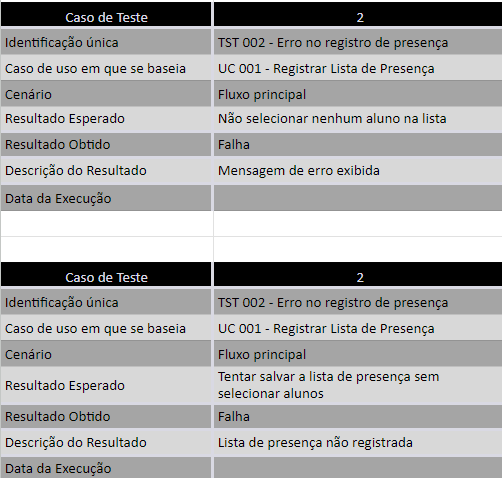 Caso de Teste 2
Identificação única TST 002 - Erro no registro de presença
Caso de uso em que se baseia UC 001 - Registrar Lista de Presença
Cenário Fluxo principal
Resultado Esperado Não selecionar nenhum aluno na lista
Resultado Obtido Falha
Descrição do Resultado Mensagem de erro exibida
Data da Execução
Caso de Teste 2
Identificação única TST 002 - Erro no registro de presença
Caso de uso em que se baseia UC 001 - Registrar Lista de Presença
Cenário Fluxo principal
Resultado Esperado Tentar salvar a lista de presença sem
selecionar alunos
Resultado Obtido Falha
Descrição do Resultado Lista de presença não registrada
Data da Execução